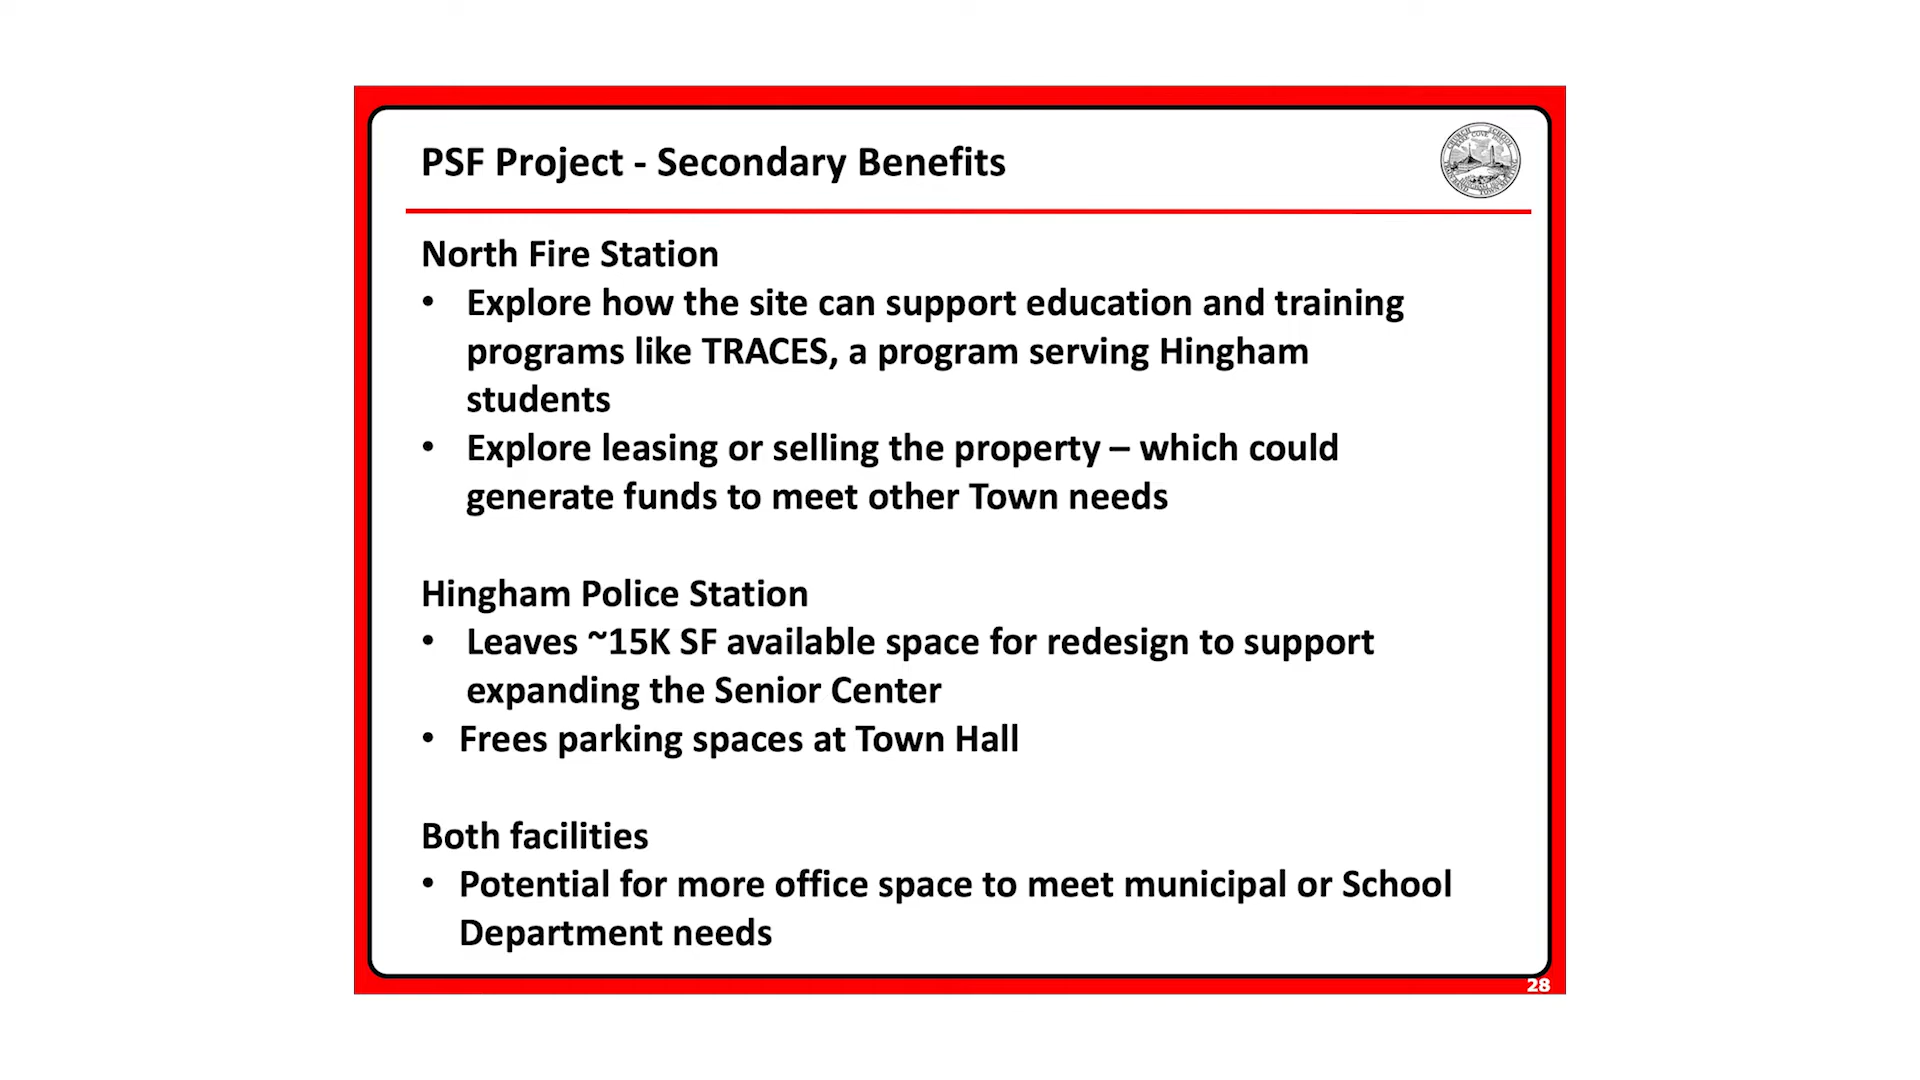 PSF Project - Secondary Benefits
North Fire Station
• Explore how the site can support education and training
programs like TRACES, a program serving Hingham
students
• Explore leasing or selling the property – which could
generate funds to meet other Town needs
Hingham Police Station
• Leaves ~15K SF available space for redesign to support
expanding the Senior Center
• Frees parking spaces at Town Hall
Both facilities
• Potential for more office space to meet municipal or School
Department needs
28